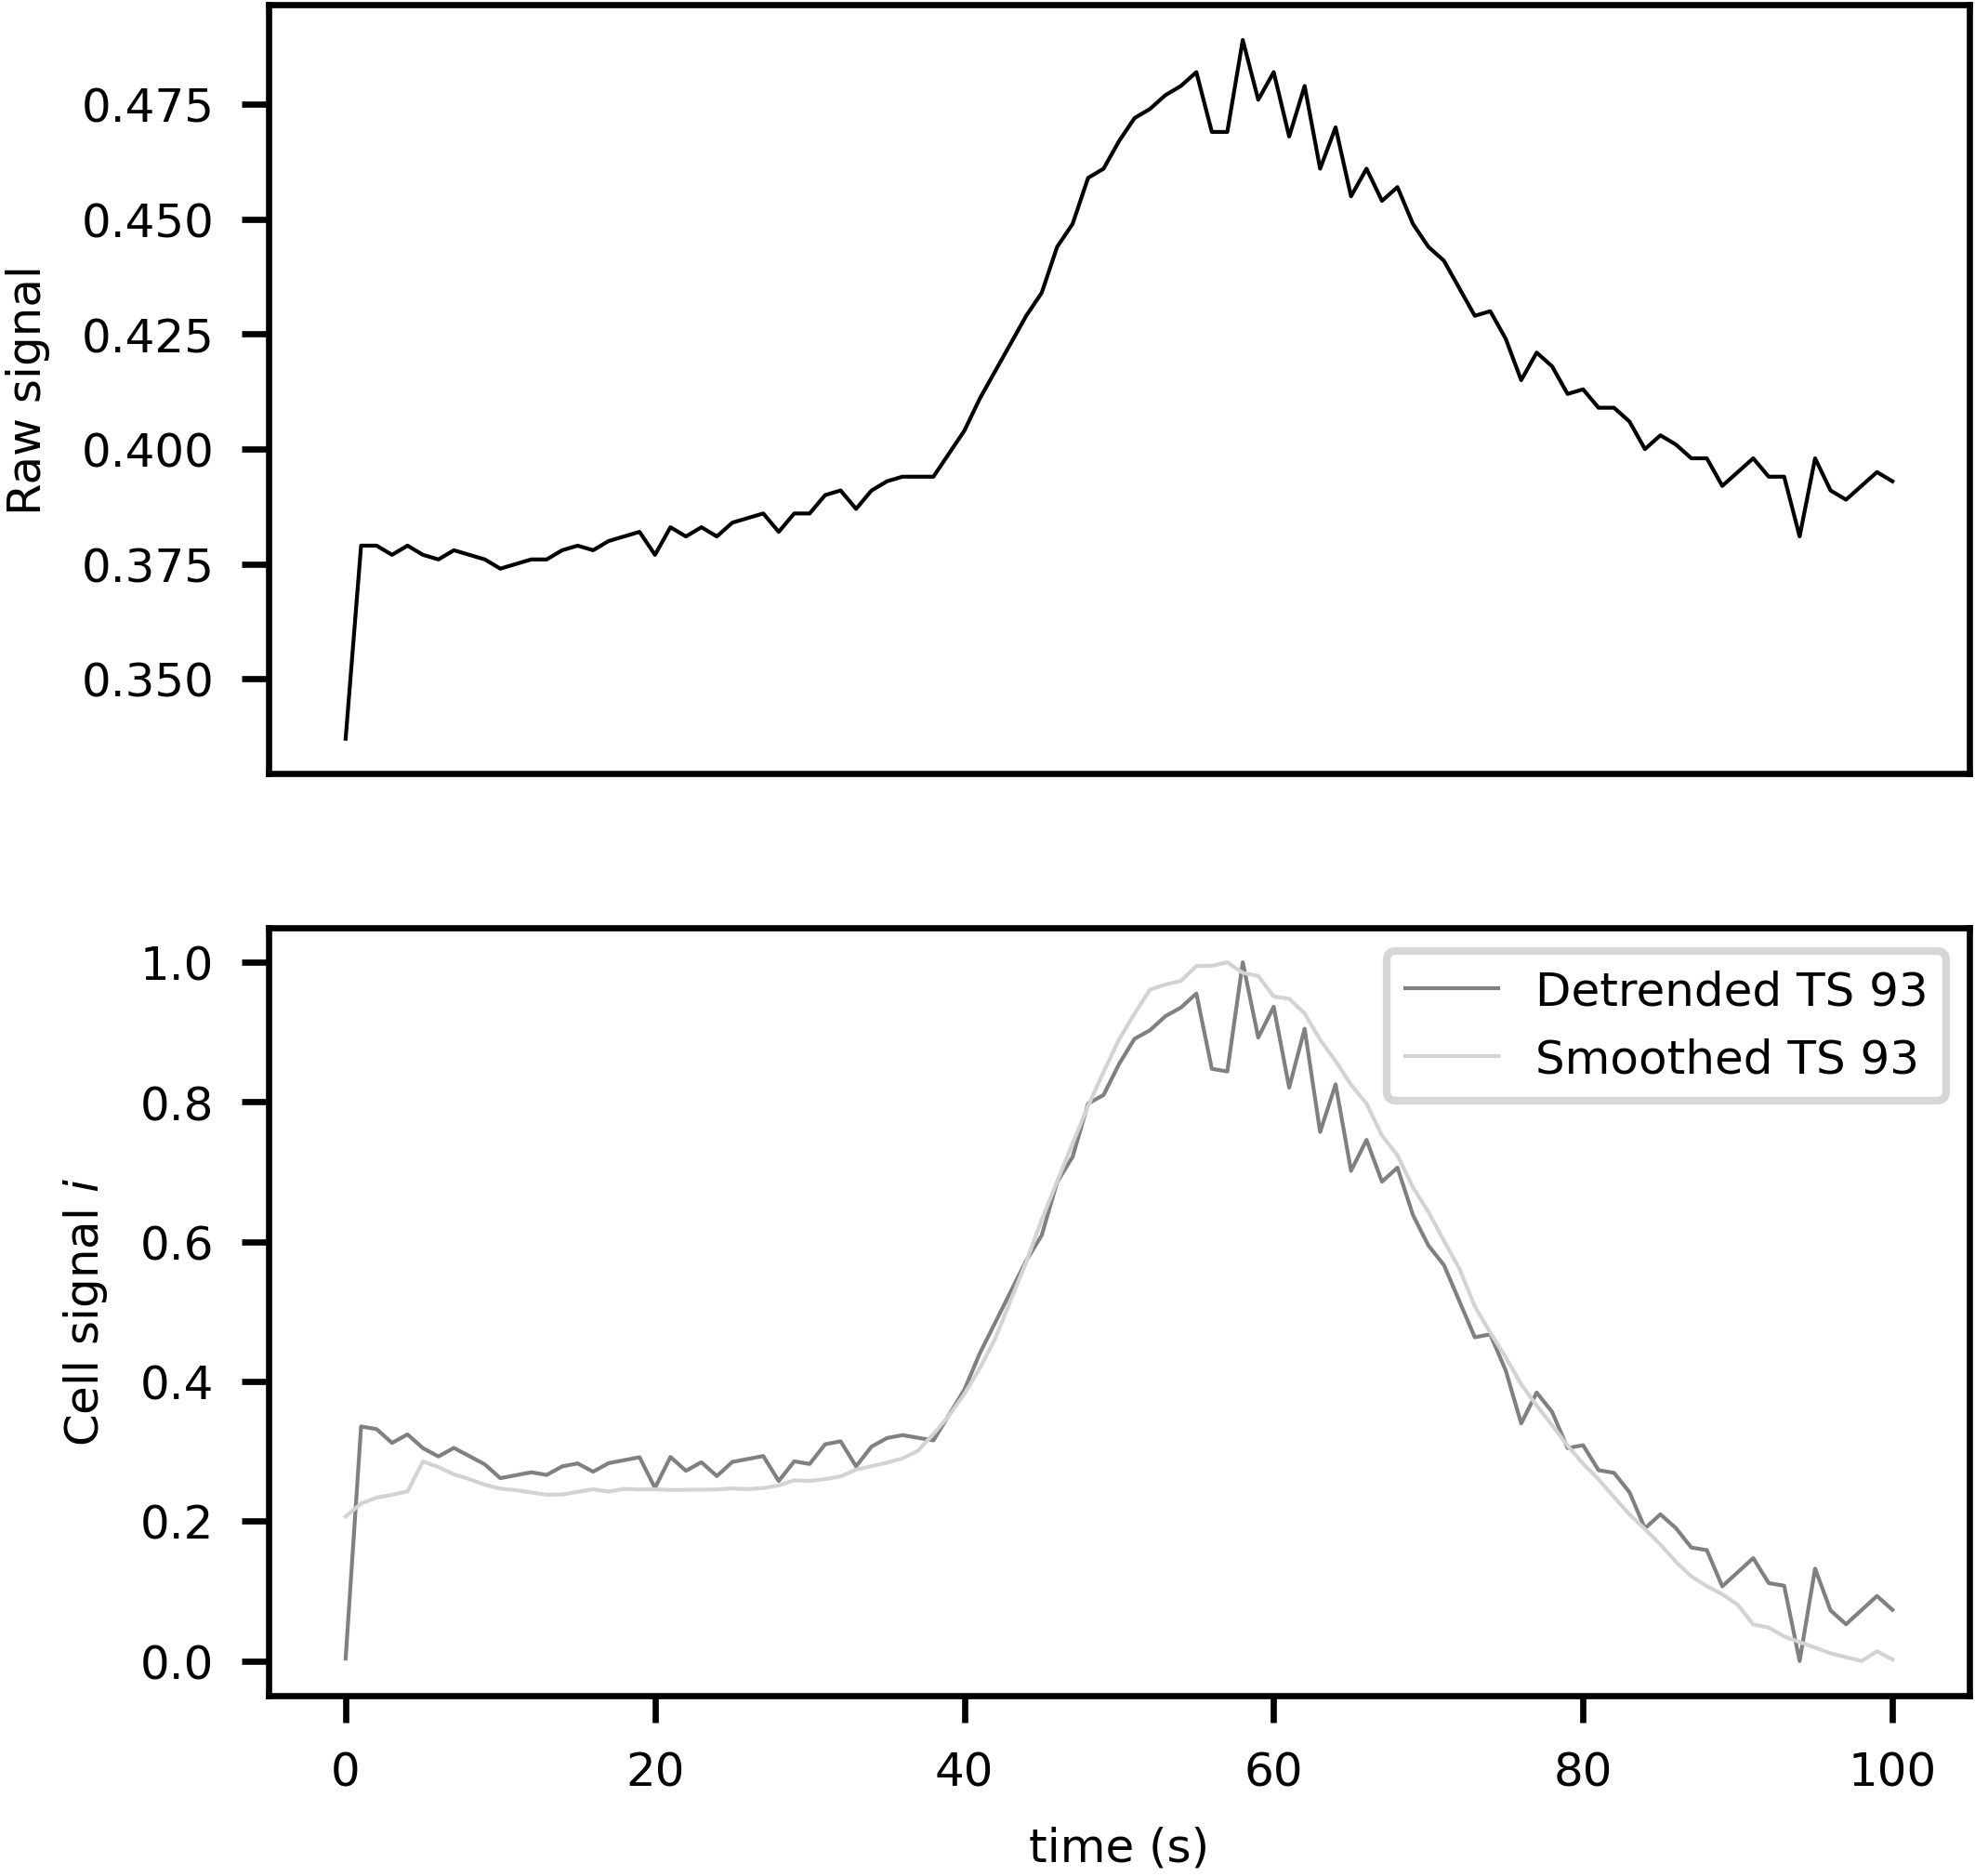 Raw signal
0.475
0.450
0.425
0.400
0.375
0.350
Cell signal i
1.0
0.8
0.6
0.4
0.2
0.0
Detrended TS 93
Smoothed TS 93
0 20 40 60 80 100
time (s)